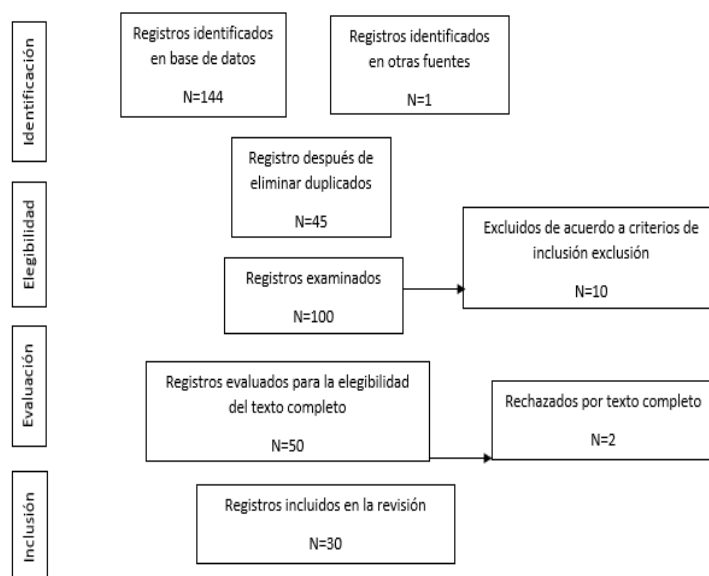 Identificación
Registros identificados
en base de datos
N=144
Registros identificados
en otras fuentes
N=1
Registro después de
eliminar duplicados
N=45
Elegibilidad
Excluidos de acuerdo a criterios de
inclusión exclusión
N=10
Registros examinados
N=100
Evaluación
Registros evaluados para la elegibilidad
del texto completo
N=50
Rechazados por texto completo
N=2
Inclusión
Registros incluidos en la revisión
N=30